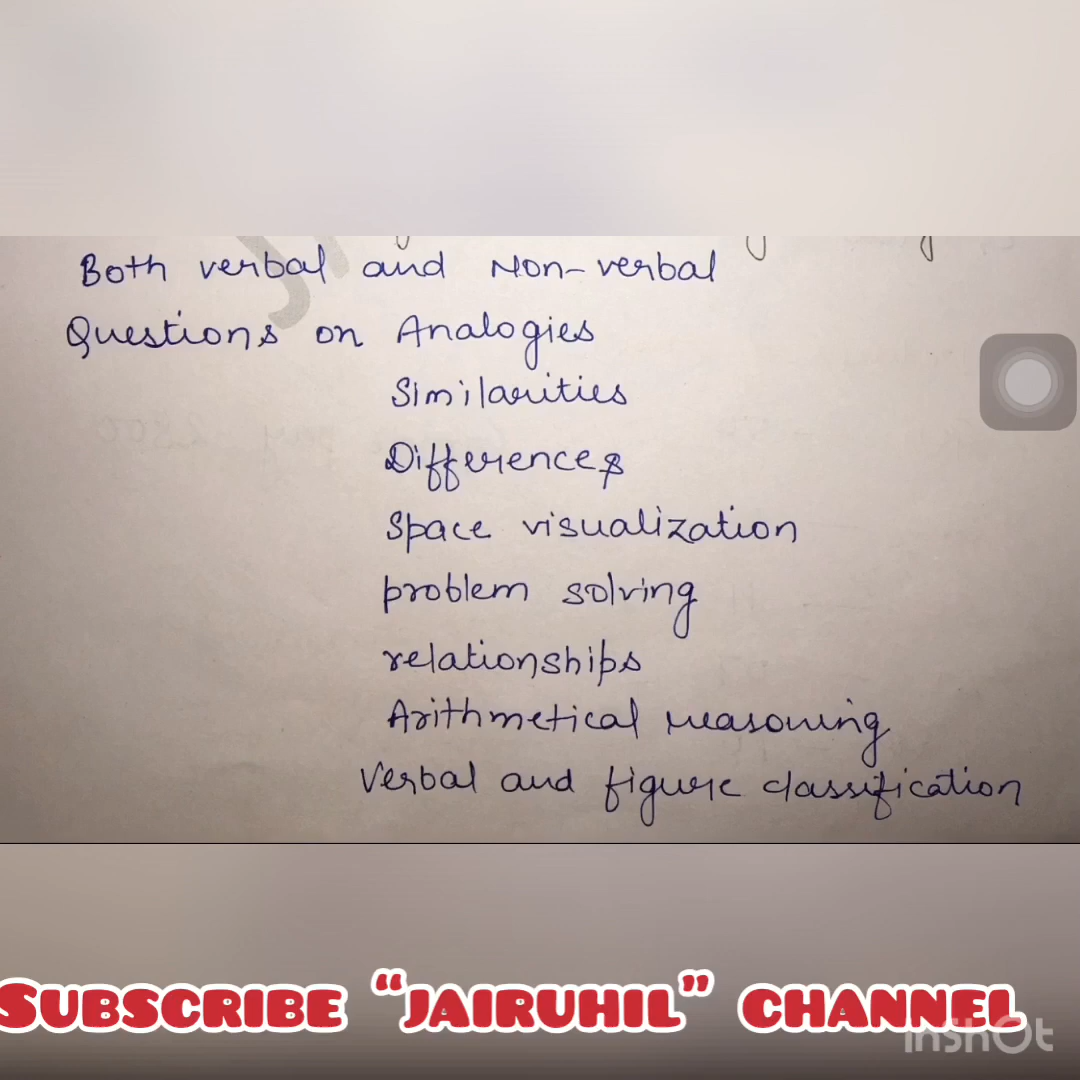 Both verbal and Non-verbal
Questions on Analogies
Similarities
Differences
Space visualization
problem solving
relationships
Arithmetical reasoning
Verbal and figure classification
SUBSCRIBE “JAIRUHIL” CHANNEL
InShOt